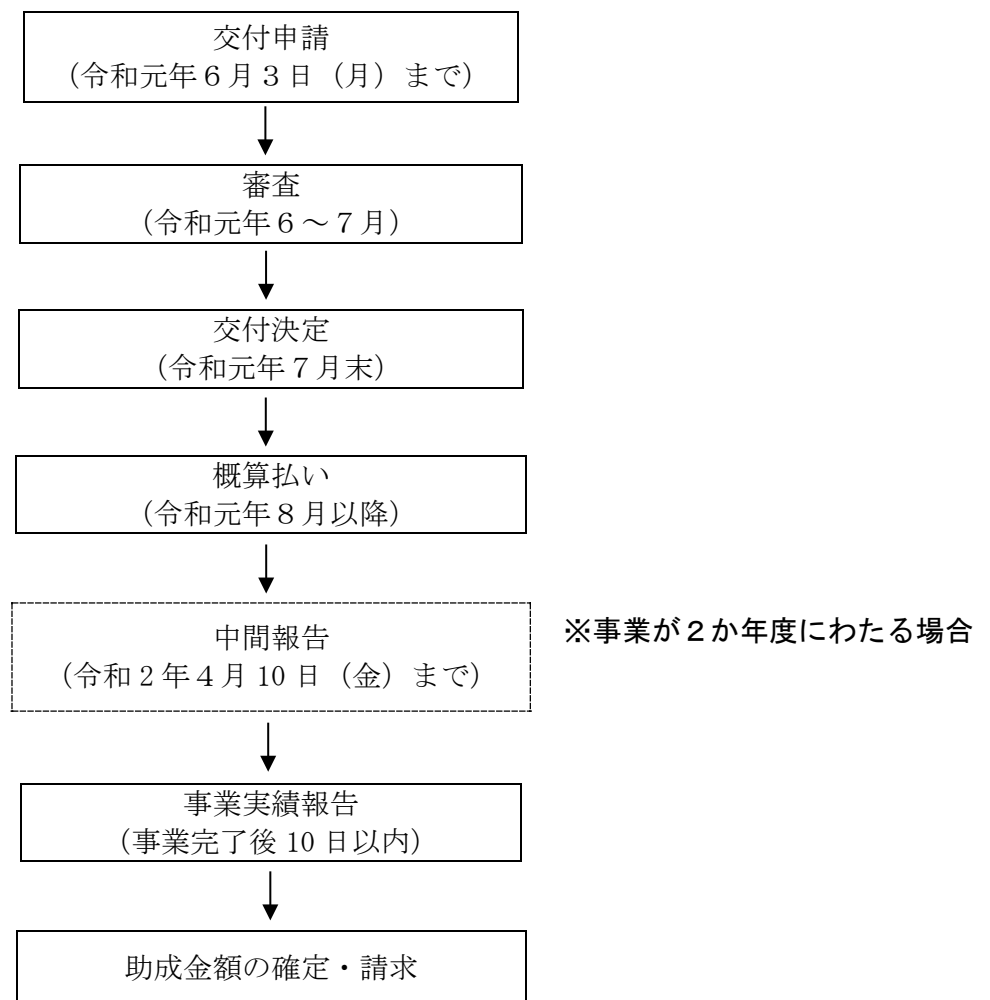 交付申請
（令和元年６月３日（月）まで）
審査
（令和元年６～７月）
交付決定
（令和元年７月末）
概算払い
（令和元年８月以降）
中間報告
（令和２年４月 10 日（金）まで）
※事業が２か年度にわたる場合
事業実績報告
（事業完了後 10 日以内）
助成金額の確定・請求